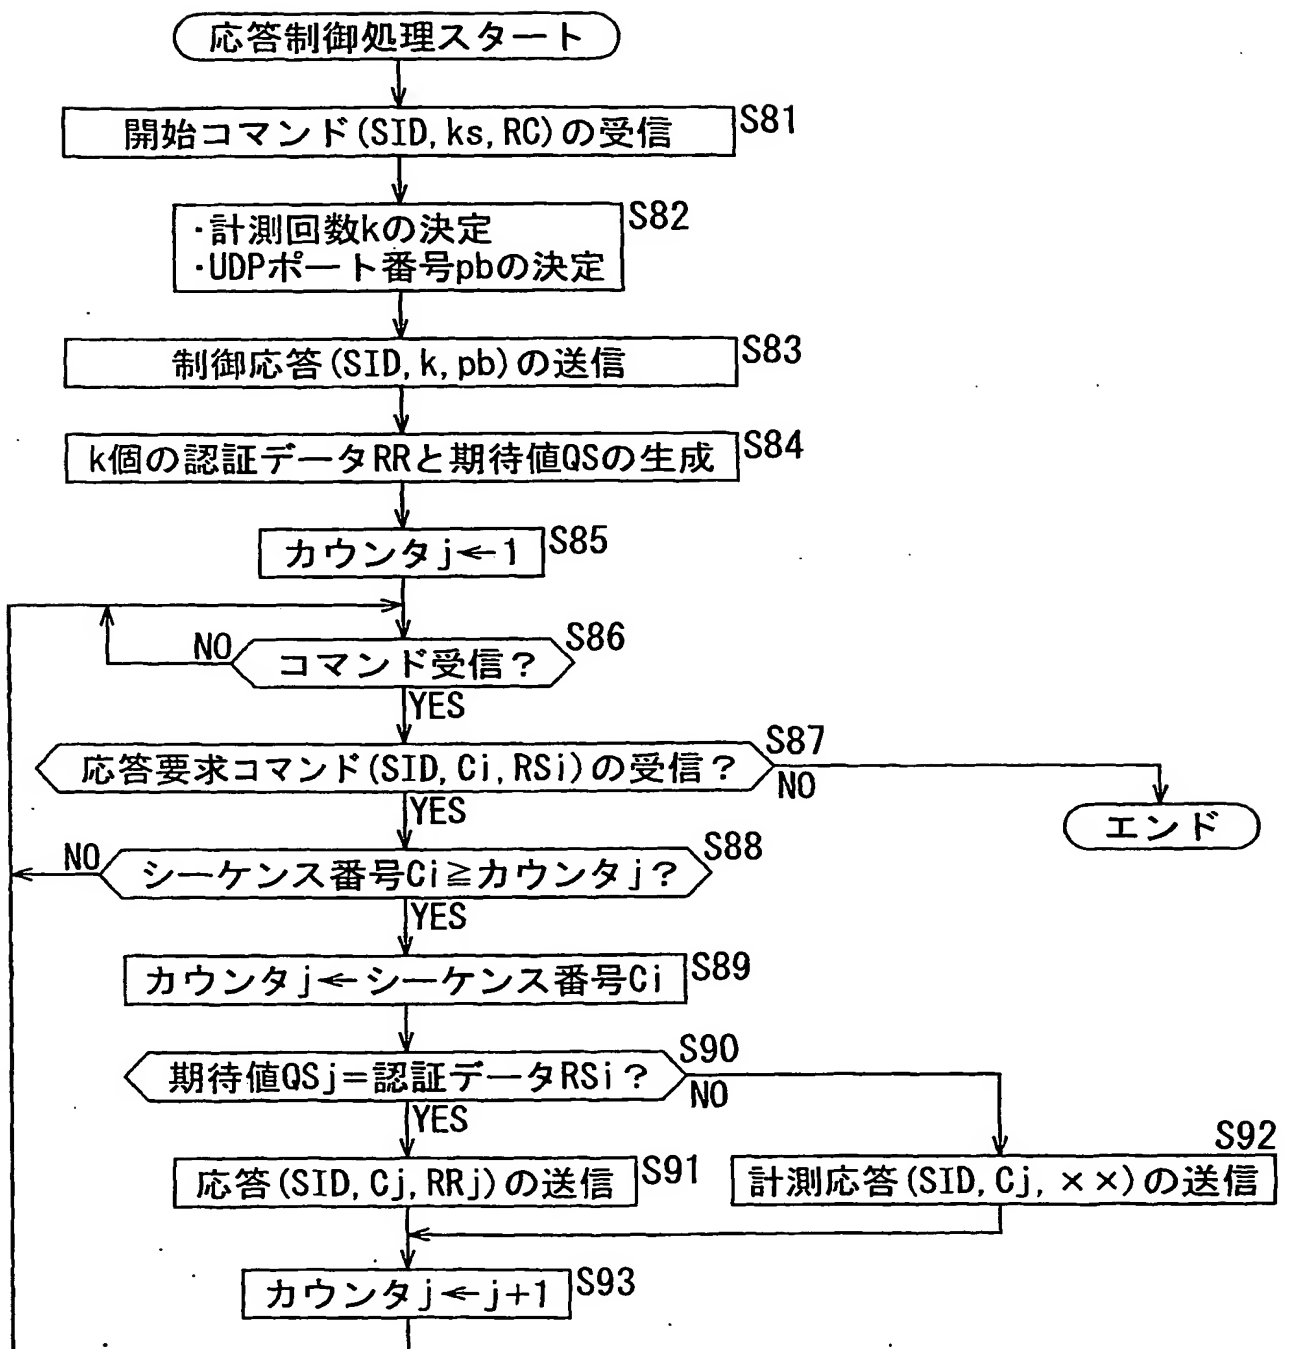 応答制御処理スタート
開始コマンド(SID,ks,RC)の受信
S81
・計測回数kの決定
・UDPポート番号pbの決定
S82
制御応答(SID,k,pb)の送信
S83
k個の認証データRRと期待値QSの生成
S84
カウンタj←1
S85
コマンド受信?
S86
NO
YES
応答要求コマンド(SID,Ci,RSi)の受信?
S87
NO
YES
エンド
シーケンス番号Ci≧カウンタj?
S88
NO
YES
カウンタj←シーケンス番号Ci
S89
期待値QSj=認証データRSi?
S90
NO
YES
応答(SID,Cj,RRj)の送信
S91
計測応答(SID,Cj,××)の送信
S92
カウンタj←j+1
S93